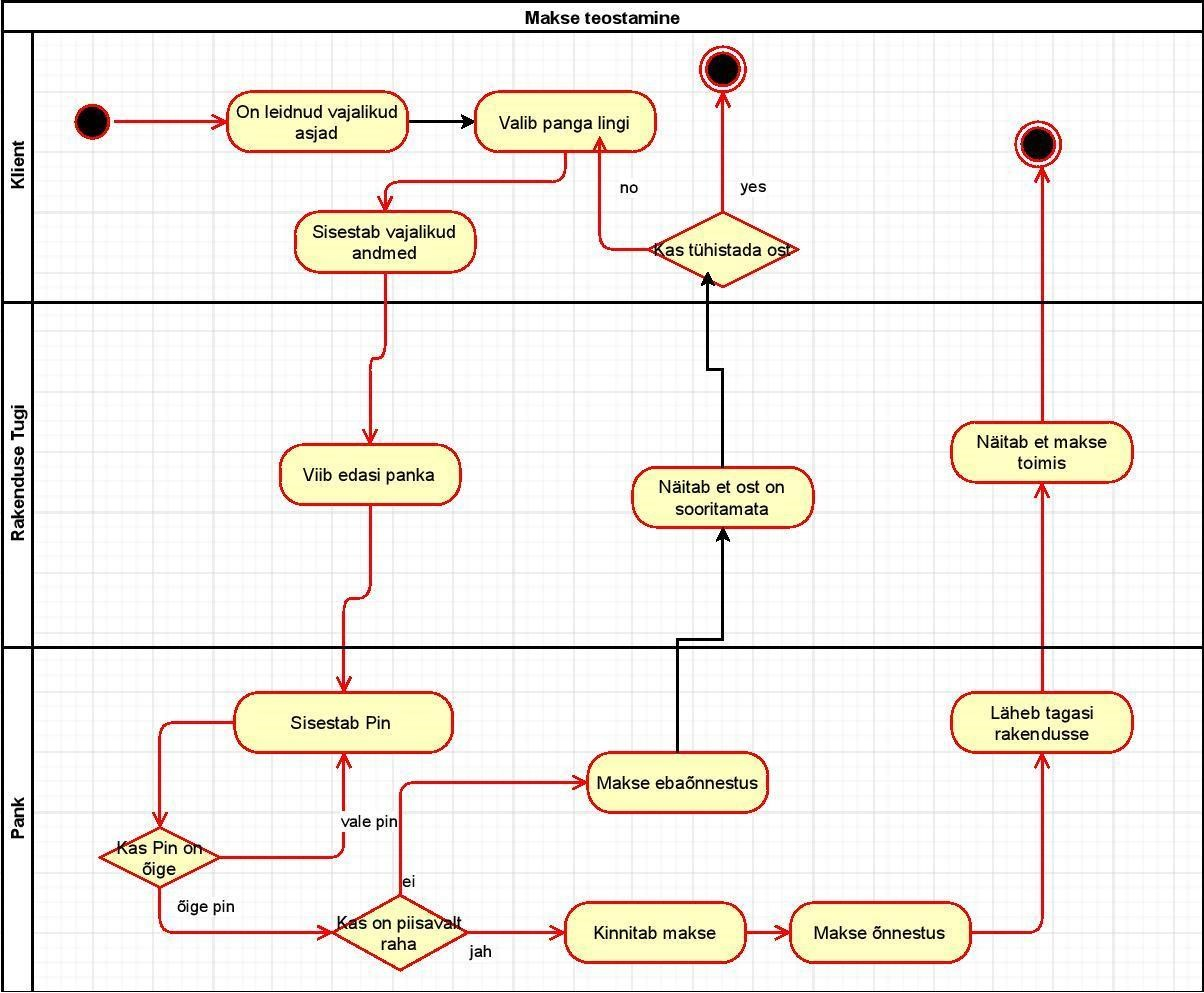 Makse teostamine
Klient
On leidnud vajalikud
asjad
Valib panga lingi
no
yes
Sisestab vajalikud
andmed
Kas tühistada ost
Rakenduse Tugi
Viib edasi panka
Näitab et ost on
sooritamata
Näitab et makse
toimis
Pank
Sisestab Pin
Läheb tagasi
rakendusse
Makse ebaõnnestus
vale pin
Kas Pin on
õige
ei
õige pin
Kas on piisavalt
raha
jah
Kinnitab makse
Makse õnnestus